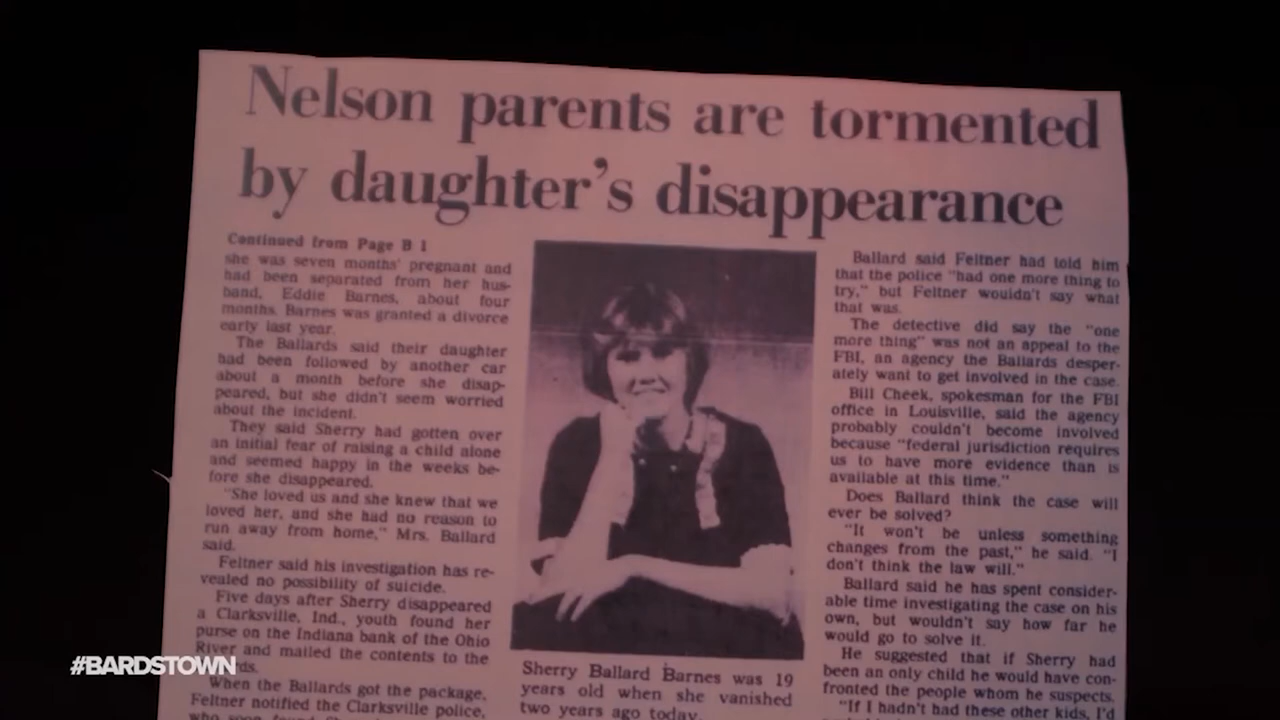 Nelson parents are tormented
by daughter's disappearance
Continued from Page B 1
she was seven months' pregnant and
had been separated from her hus-
band, Eddie Barnes, about four
months. Barnes was granted a divorce
early last year.
The Ballards said their daughter
had been followed by another car
about a month before she disap-
peared, but she didn't seem worried
about the incident.
They said Sherry had gotten over
an initial fear of raising a child alone
and seemed happy in the weeks be-
fore she disappeared.
"She loved us and she knew that we
loved her, and she had no reason to
run away from home," Mrs. Ballard
said.
Feltner said his investigation has re-
vealed no possibility of suicide.
Five days after Sherry disappeared
a Clarksville, Ind., youth found her
purse on the Indiana bank of the Ohio
River and mailed the contents to the
rds.
When the Ballards got the package,
Feltner notified the Clarksville police,
who soon found
Sherry Ballard Barnes was 19
years old when she vanished
two years ago today.
Ballard said Feltner had told him
that the police "had one more thing to
try," but Feltner wouldn't say what
that was.
The detective did say the "one
more thing" was not an appeal to the
FBI, an agency the Ballards desper-
ately want to get involved in the case.
Bill Cheek, spokesman for the FBI
office in Louisville, said the agency
probably couldn't become involved
because "federal jurisdiction requires
us to have more evidence than is
available at this time."
Does Ballard think the case will
ever be solved?
"It won't be unless something
changes from the past," he said. "I
don't think the law will."
Ballard said he has spent consider-
able time investigating the case on his
own, but wouldn't say how far he
would go to solve it.
He suggested that if Sherry had
been an only child he would have con-
fronted the people whom he suspects.
"If I hadn't had these other kids, I'd
#BARDSTOWN